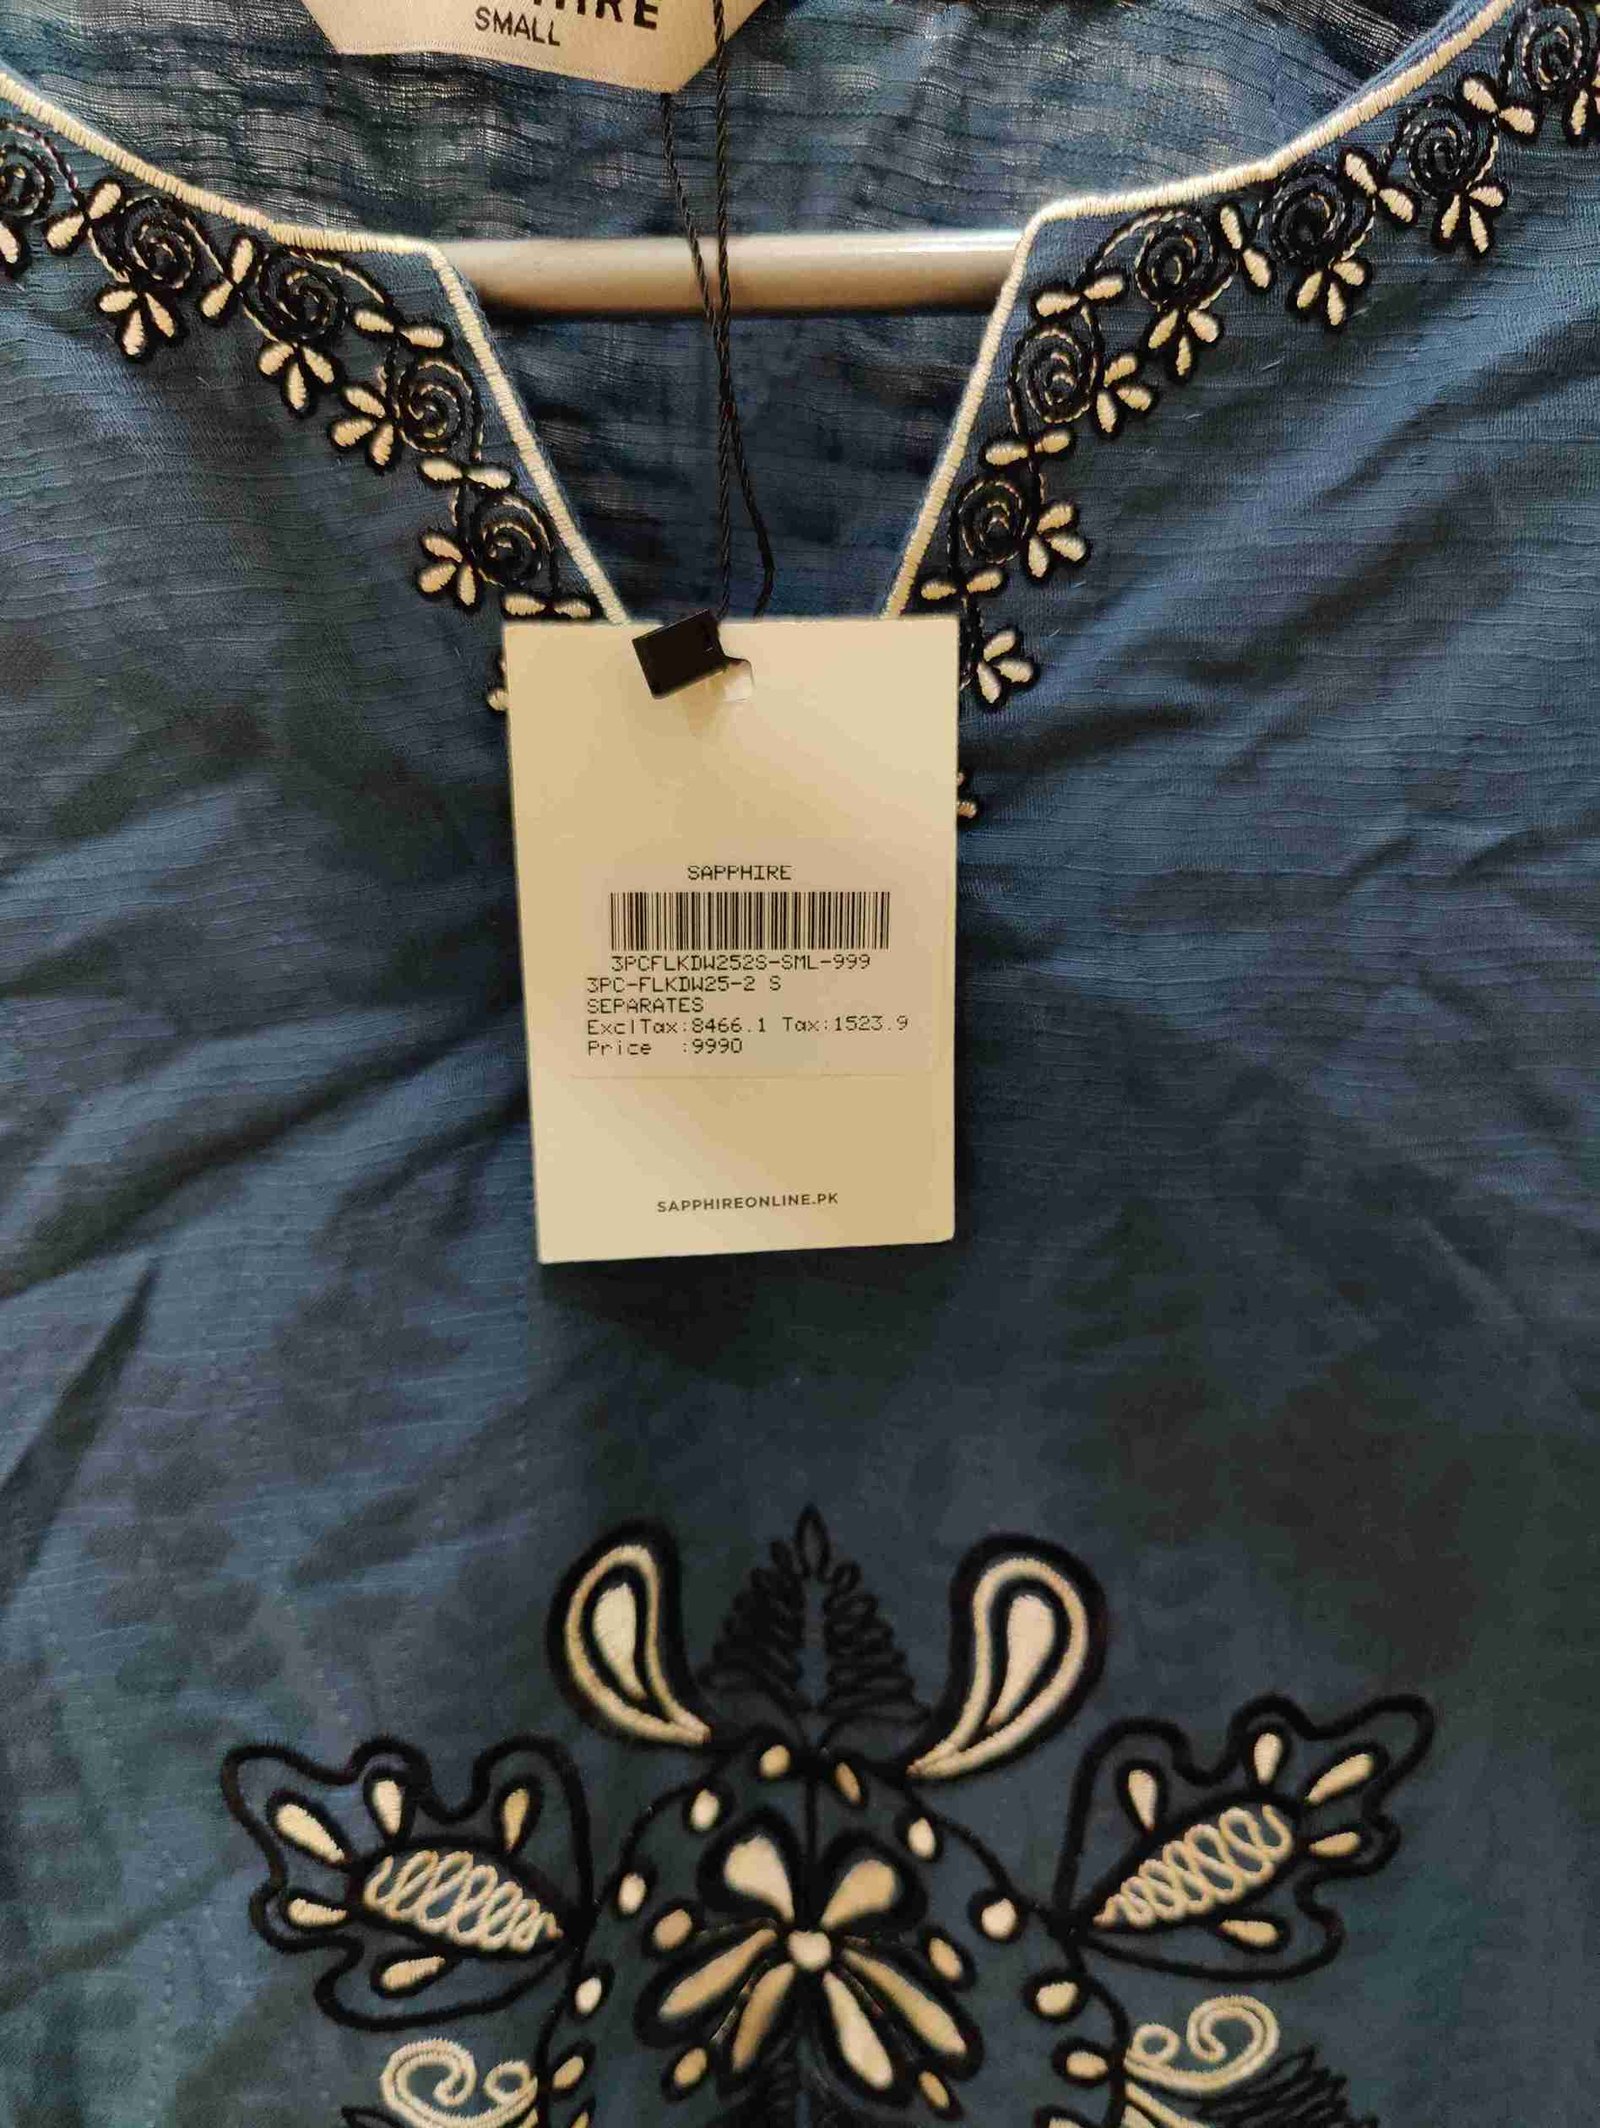 SMALL
SAPPHIRE
3PCFLKDW252S-SML-999
3PC-FLKDW25-2 S
SEPARATES
ExclTax:8466.1 Tax:1523.9
Price :9990
SAPPHIREONLINE.PK